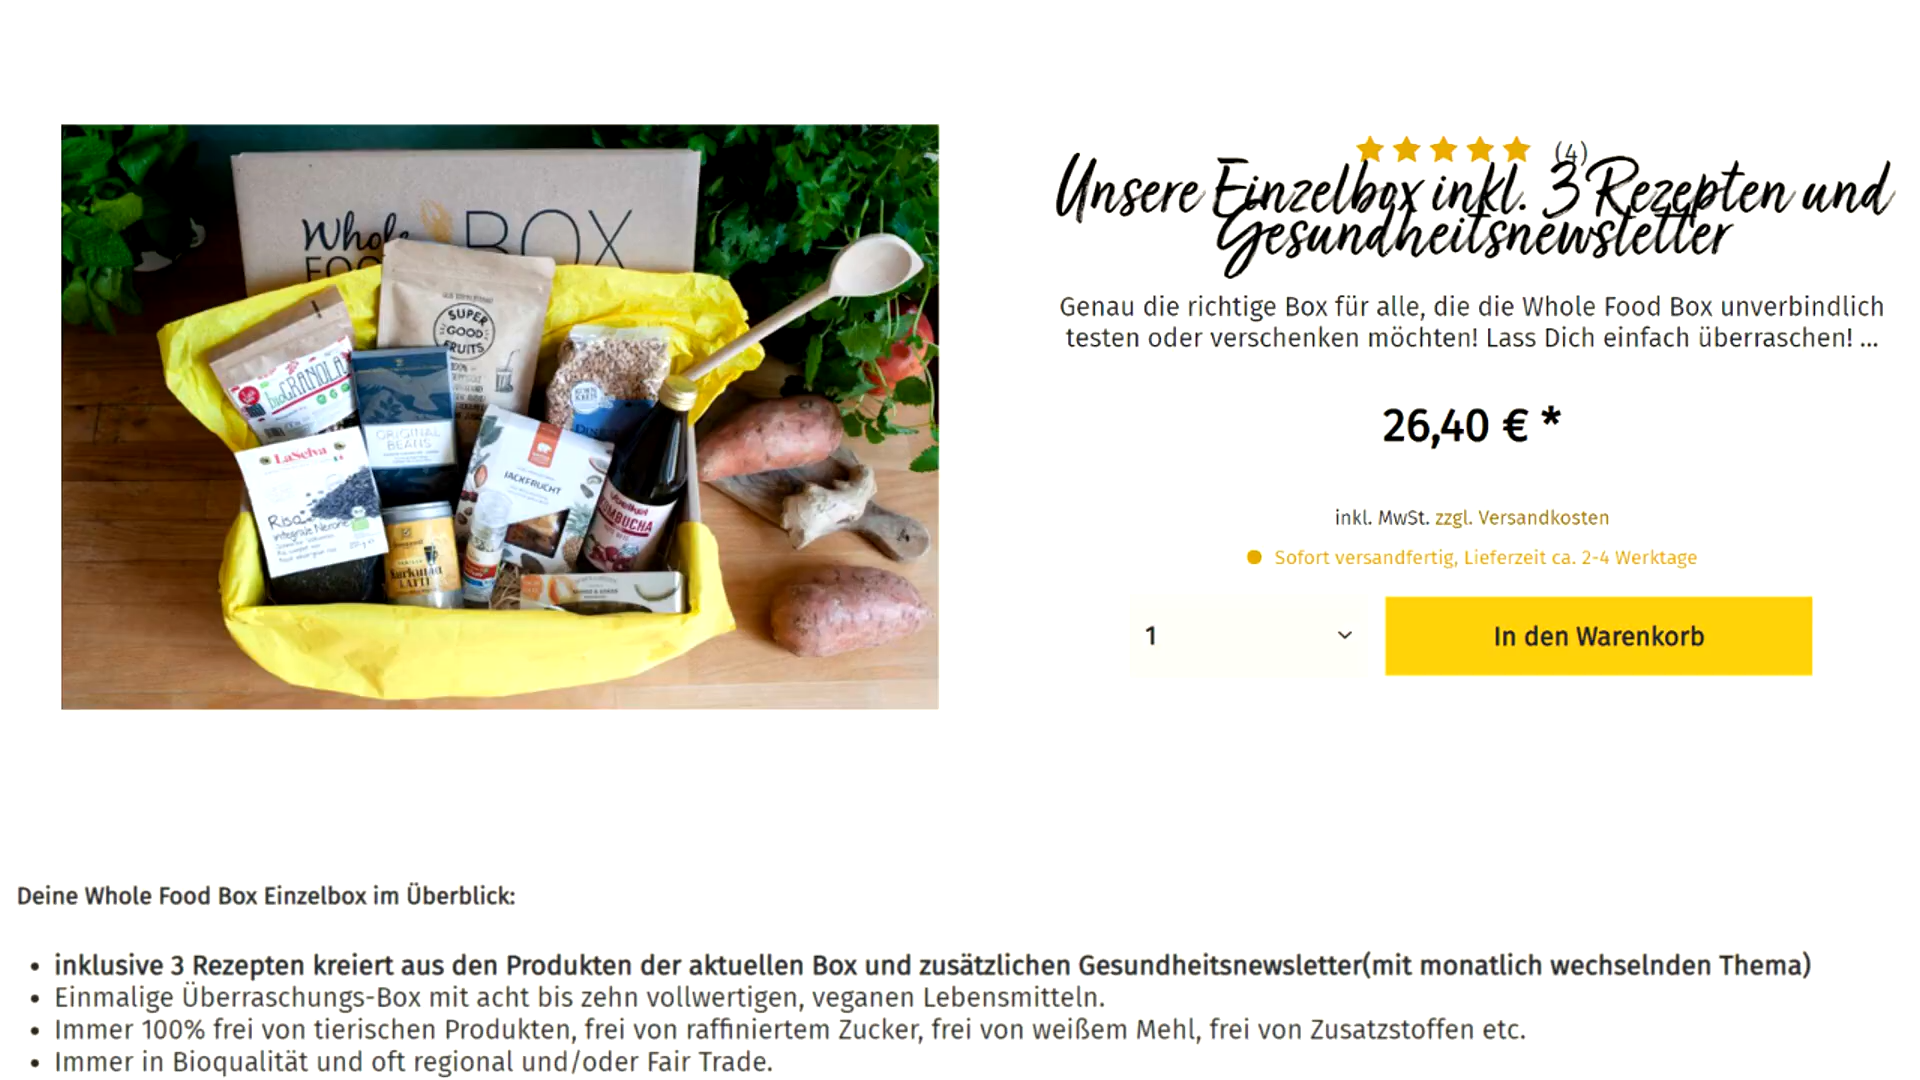 Whole
BOX
SUPER
GOOD
FRUITS
100%
bioGRANOLA
ORIGINAL
BEANS
LaSelva
Riso
integrale Nerone
JACKFRUCHT
Voelkel
KOMBUCHA
Kurkuma
LATTE
★★★★★ (4)
Unsere Einzelbox inkl. 3 Rezepten und
Gesundheitsnewsletter
Genau die richtige Box für alle, die die Whole Food Box unverbindlich
testen oder verschenken möchten! Lass Dich einfach überraschen! ...
26,40 € *
inkl. MwSt. zzgl. Versandkosten
Sofort versandfertig, Lieferzeit ca. 2-4 Werktage
1
In den Warenkorb
Deine Whole Food Box Einzelbox im Überblick:
• inklusive 3 Rezepten kreiert aus den Produkten der aktuellen Box und zusätzlichen Gesundheitsnewsletter(mit monatlich wechselnden Thema)
• Einmalige Überraschungs-Box mit acht bis zehn vollwertigen, veganen Lebensmitteln.
• Immer 100% frei von tierischen Produkten, frei von raffiniertem Zucker, frei von weißem Mehl, frei von Zusatzstoffen etc.
• Immer in Bioqualität und oft regional und/oder Fair Trade.